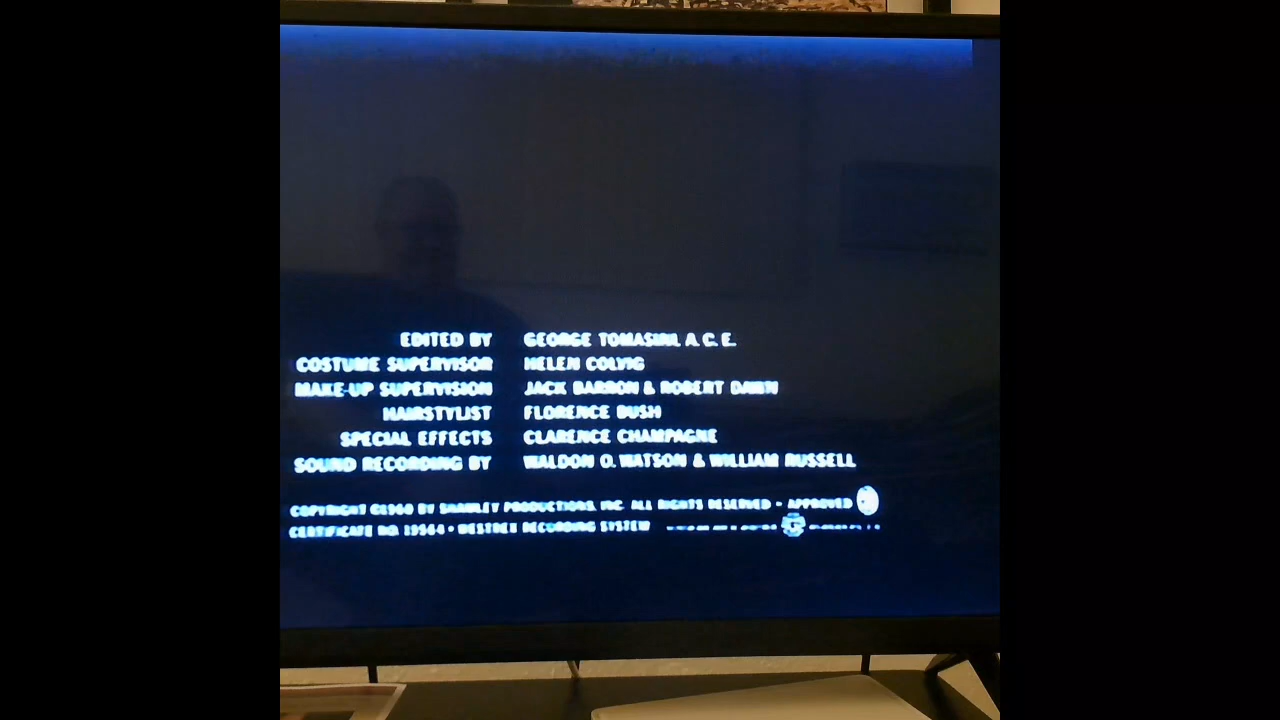 EDITED BY GEORGE TOMASINI, A.C.E.
COSTUME SUPERVISOR HELEN COLVIG
MAKE-UP SUPERVISION JACK BARRON & ROBERT DAWN
HAIRSTYLIST FLORENCE BUSH
SPECIAL EFFECTS CLARENCE CHAMPAGNE
SOUND RECORDING BY WALDON O. WATSON & WILLIAM RUSSELL
COPYRIGHT ©1960 BY SHAMLEY PRODUCTIONS, INC. ALL RIGHTS RESERVED • APPROVED
CERTIFICATE NO. 19564 • WESTREX RECORDING SYSTEM